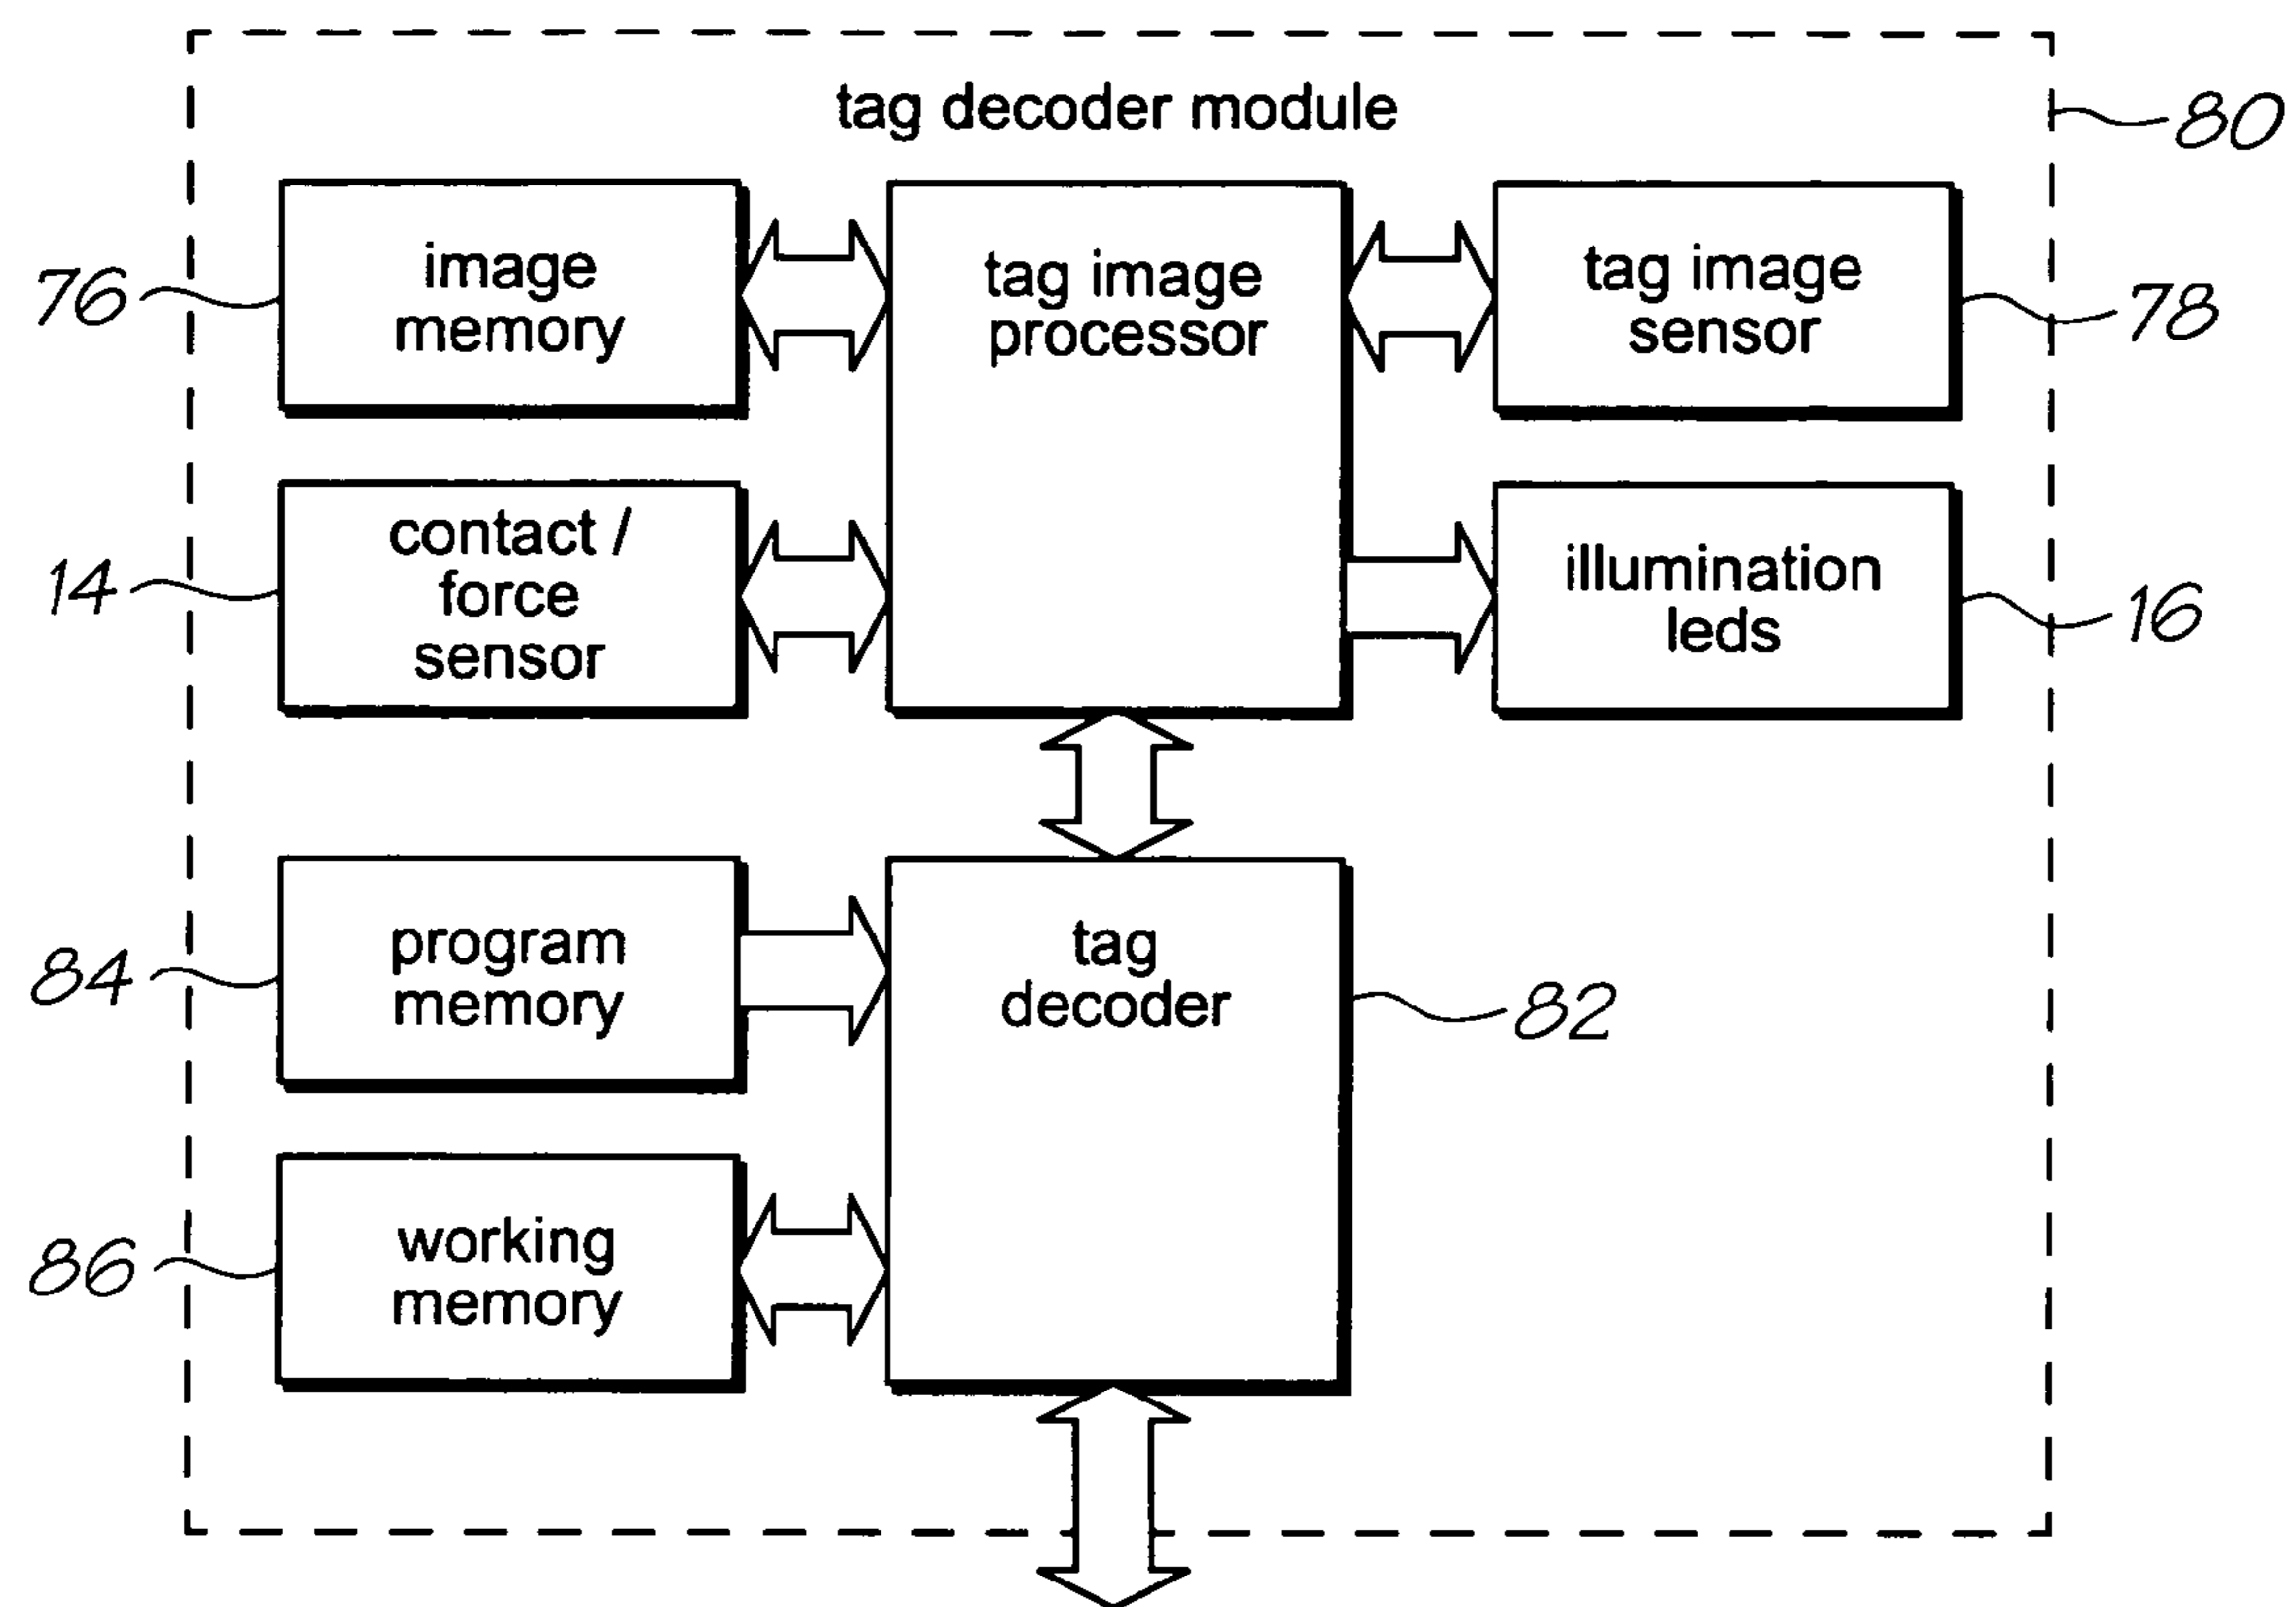 tag decoder module
80
image
memory
76
tag image
processor
tag image
sensor
78
contact /
force
sensor
14
illumination
leds
16
program
memory
84
tag
decoder
82
working
memory
86